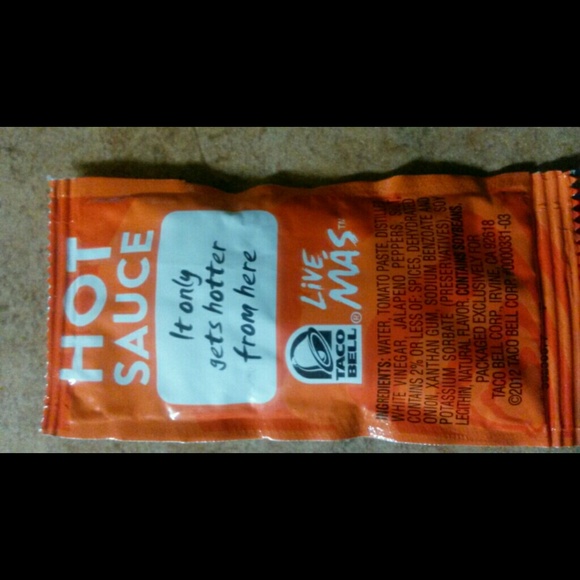 HOT
SAUCE
It only
gets hotter
from here
LiVE
MÁS™
TACO
BELL®
INGREDIENTS: WATER, TOMATO PASTE, DISTILLED
WHITE VINEGAR, JALAPENO PEPPERS, SALT,
CONTAINS 2% OR LESS OF SPICES, DEHYDRATED
ONION, XANTHAN GUM, SODIUM BENZOATE AND
POTASSIUM SORBATE (PRESERVATIVES), SOY
LECITHIN, NATURAL FLAVOR. CONTAINS SOYBEANS.
PACKAGED EXCLUSIVELY FOR
TACO BELL CORP., IRVINE, CA 92618
©2012 TACO BELL CORP.